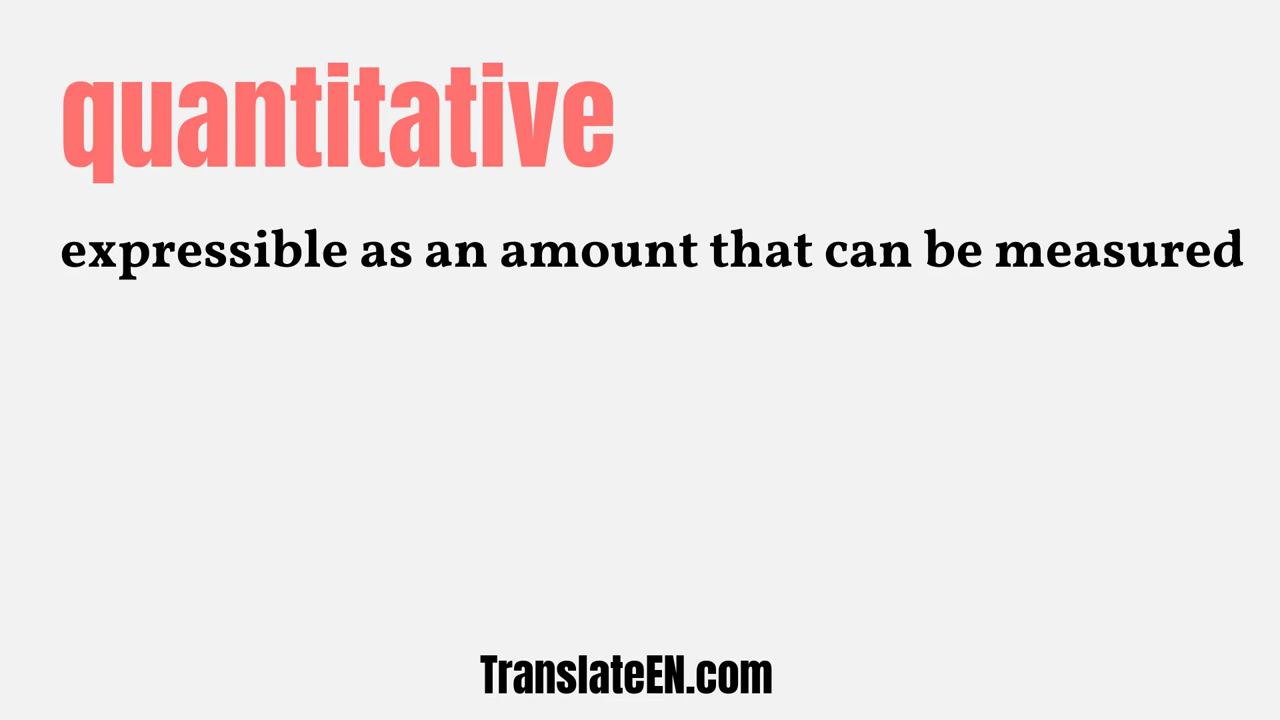 quantitative
expressible as an amount that can be measured
TranslateEN.com